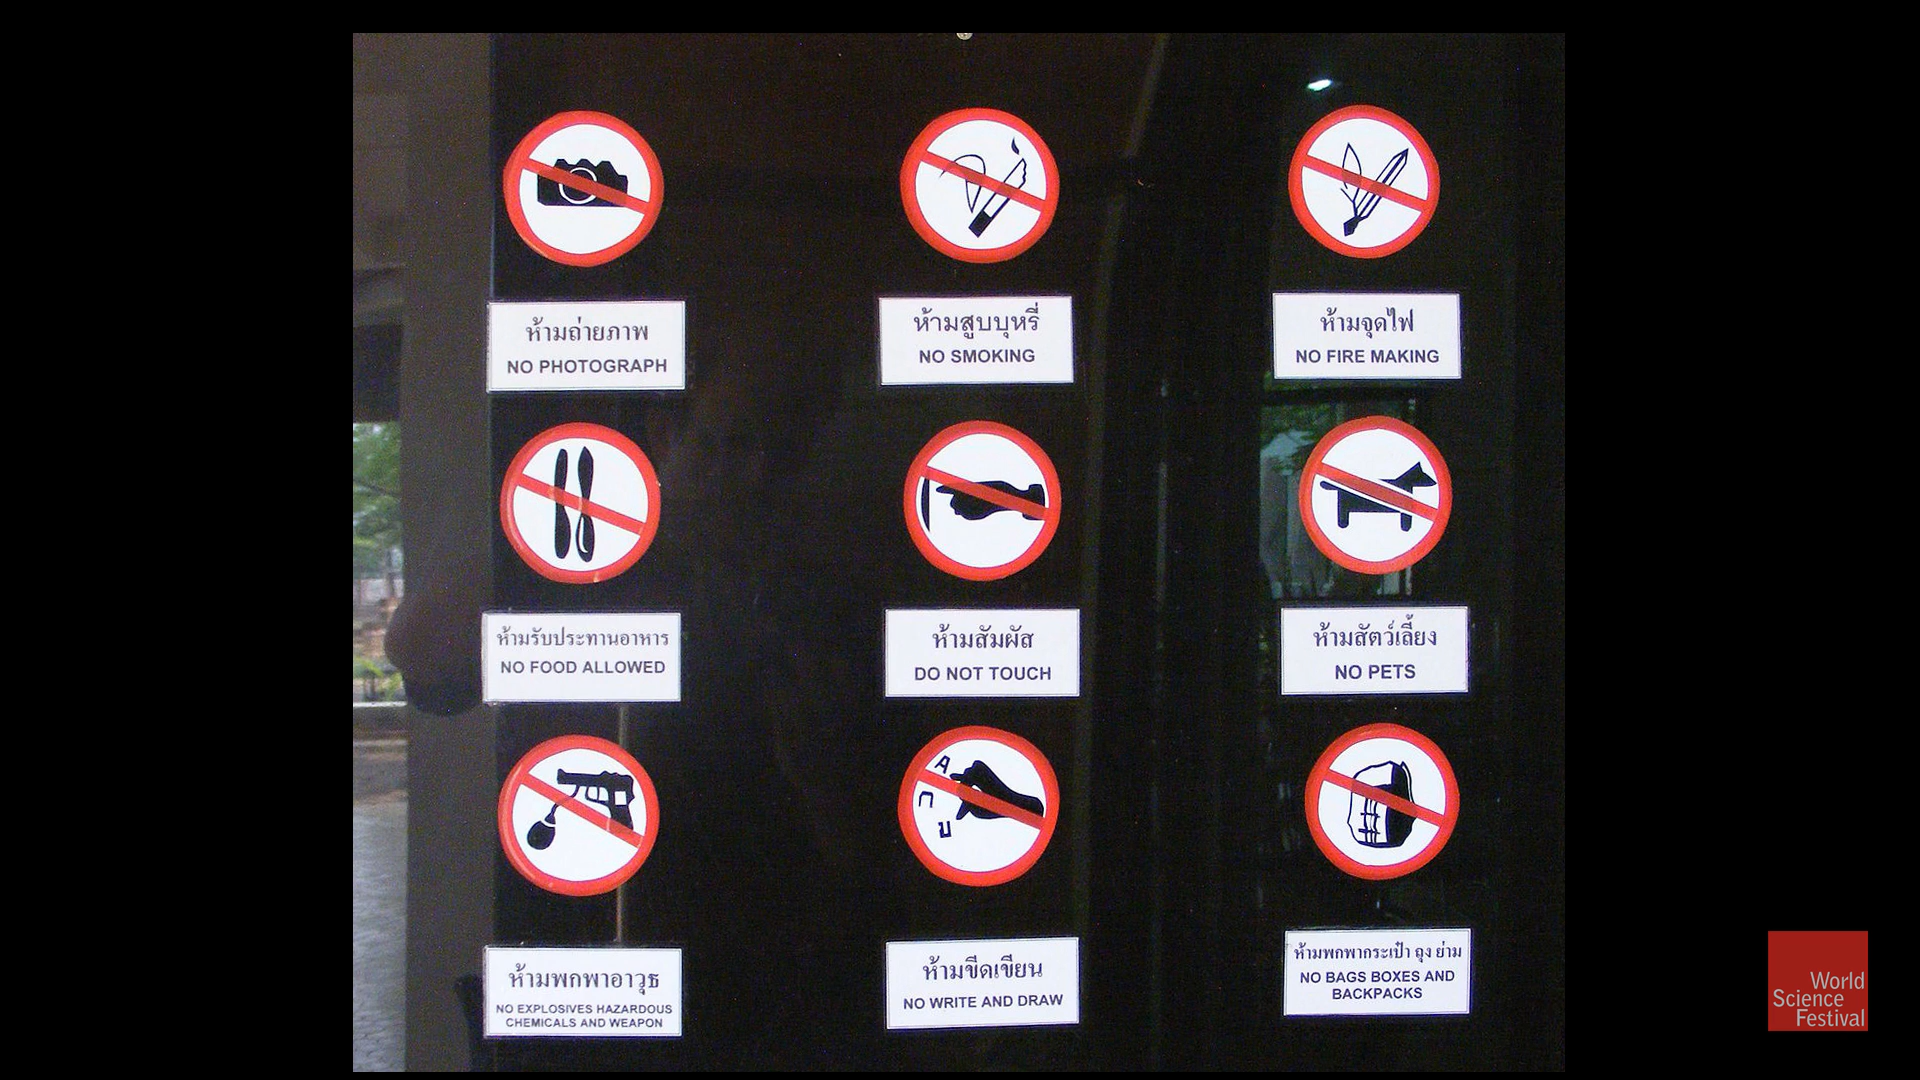 ห้ามถ่ายภาพ
NO PHOTOGRAPH
ห้ามสูบบุหรี่
NO SMOKING
ห้ามจุดไฟ
NO FIRE MAKING
ห้ามรับประทานอาหาร
NO FOOD ALLOWED
ห้ามสัมผัส
DO NOT TOUCH
ห้ามสัตว์เลี้ยง
NO PETS
ห้ามพกพาอาวุธ
NO EXPLOSIVES HAZARDOUS
CHEMICALS AND WEAPON
A
ก
ม
ห้ามขีดเขียน
NO WRITE AND DRAW
ห้ามพกพากระเป๋า ถุง ย่าม
NO BAGS BOXES AND
BACKPACKS
World
Science
Festival